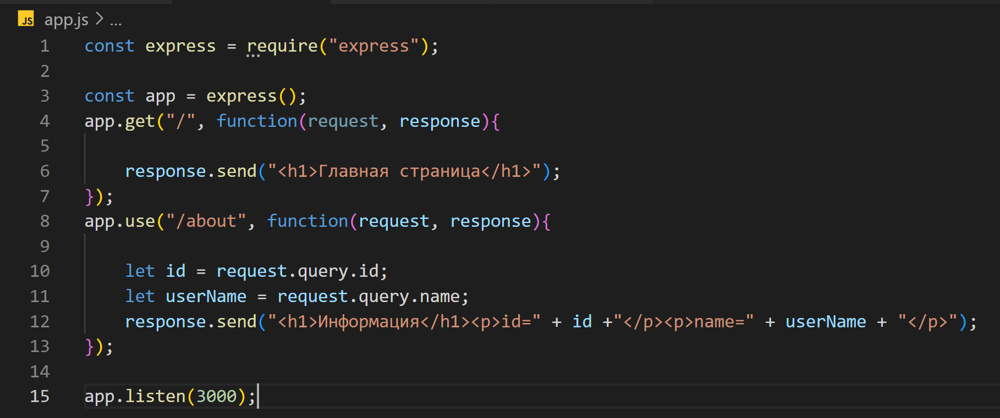 JS app.js > ...
1 const express = require("express");
2
3 const app = express();
4 app.get("/", function(request, response){
5
6     response.send("<h1>Главная страница</h1>");
7 });
8 app.use("/about", function(request, response){
9
10     let id = request.query.id;
11     let userName = request.query.name;
12     response.send("<h1>Информация</h1><p>id=" + id +"</p><p>name=" + userName + "</p>");
13 });
14
15 app.listen(3000);